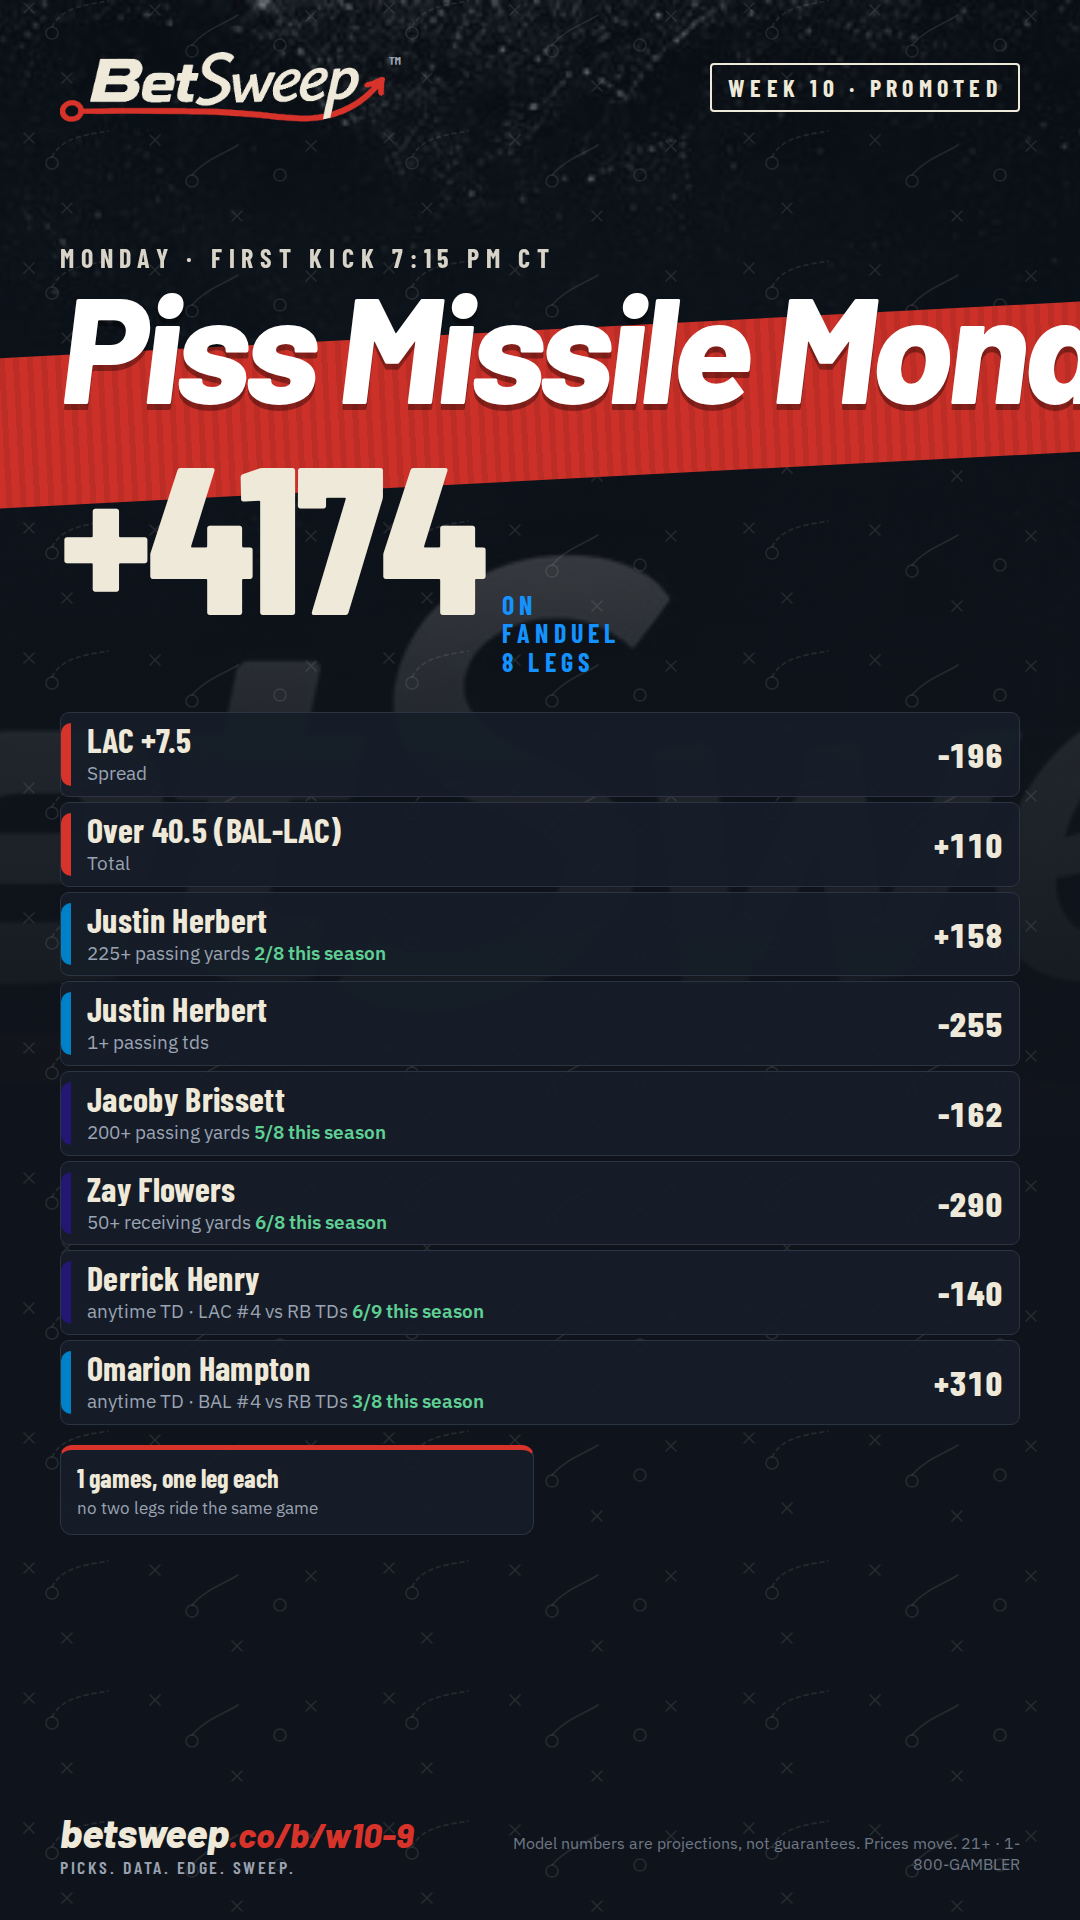 BetSweep™
WEEK 10 · PROMOTED
MONDAY · FIRST KICK 7:15 PM CT
Piss Missile Mond
+4174
ON
FANDUEL
8 LEGS
LAC +7.5
Spread
-196
Over 40.5 (BAL-LAC)
Total
+110
Justin Herbert
225+ passing yards 2/8 this season
+158
Justin Herbert
1+ passing tds
-255
Jacoby Brissett
200+ passing yards 5/8 this season
-162
Zay Flowers
50+ receiving yards 6/8 this season
-290
Derrick Henry
anytime TD · LAC #4 vs RB TDs 6/9 this season
-140
Omarion Hampton
anytime TD · BAL #4 vs RB TDs 3/8 this season
+310
1 games, one leg each
no two legs ride the same game
betsweep.co/b/w10-9
PICKS. DATA. EDGE. SWEEP.
Model numbers are projections, not guarantees. Prices move. 21+ · 1-
800-GAMBLER